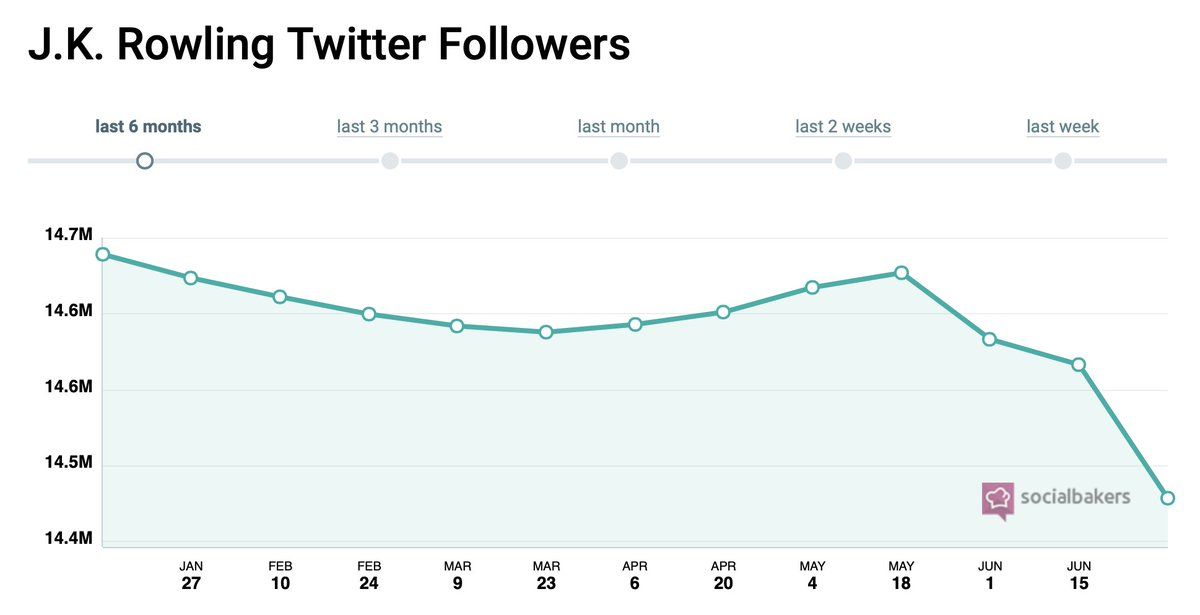 J.K. Rowling Twitter Followers
last 6 months last 3 months last month last 2 weeks last week
14.7M
14.6M
14.6M
14.5M
14.4M
socialbakers
JAN FEB FEB MAR MAR APR APR MAY MAY JUN JUN
27 10 24 9 23 6 20 4 18 1 15